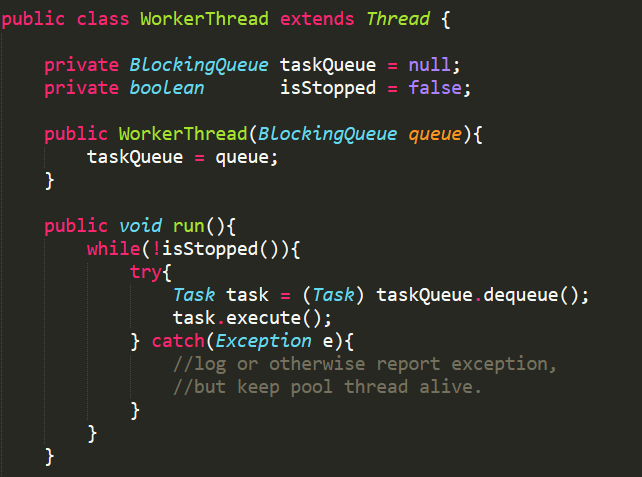 public class WorkerThread extends Thread {
private BlockingQueue taskQueue = null;
private boolean       isStopped = false;
public WorkerThread(BlockingQueue queue){
taskQueue = queue;
}
public void run(){
while(!isStopped()){
try{
Task task = (Task) taskQueue.dequeue();
task.execute();
} catch(Exception e){
//log or otherwise report exception,
//but keep pool thread alive.
}
}
}